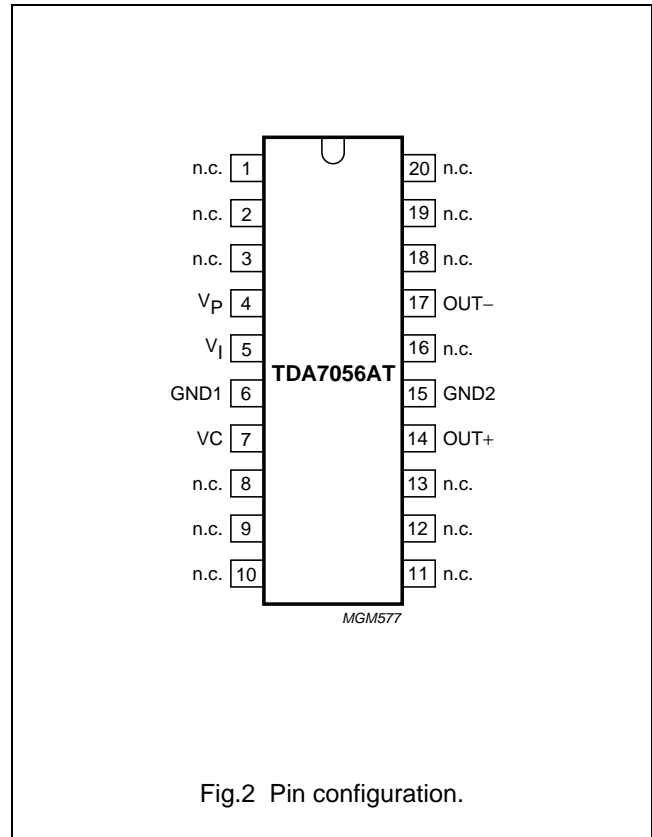 n.c. 1 20 n.c.
n.c. 2 19 n.c.
n.c. 3 18 n.c.
VP 4 17 OUT−
VI 5 16 n.c.
TDA7056AT
GND1 6 15 GND2
VC 7 14 OUT+
n.c. 8 13 n.c.
n.c. 9 12 n.c.
n.c. 10 11 n.c.
MGM577
Fig.2 Pin configuration.